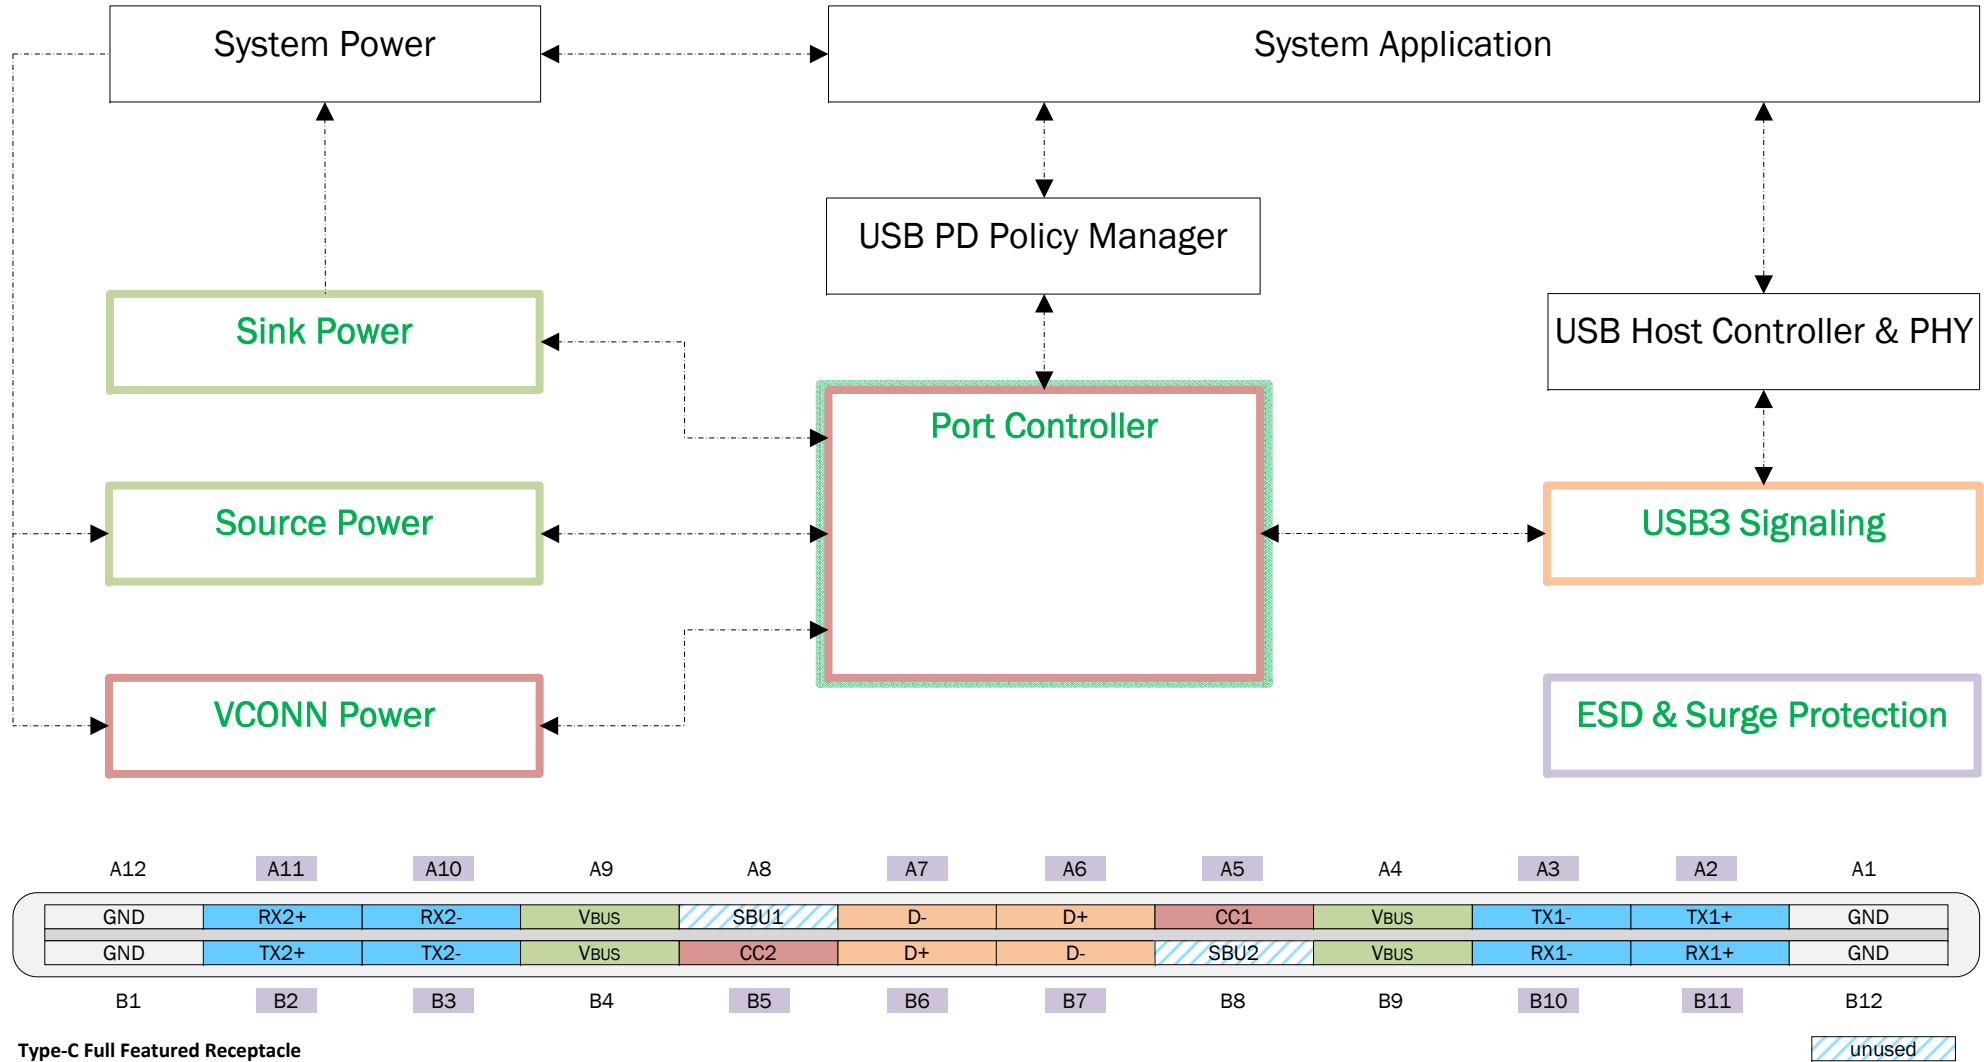 System Power
System Application
USB PD Policy Manager
Sink Power
USB Host Controller & PHY
Port Controller
Source Power
USB3 Signaling
VCONN Power
ESD & Surge Protection
A12 A11 A10 A9 A8 A7 A6 A5 A4 A3 A2 A1
GND RX2+ RX2- VBUS SBU1 D- D+ CC1 VBUS TX1- TX1+ GND
GND TX2+ TX2- VBUS CC2 D+ D- SBU2 VBUS RX1- RX1+ GND
B1 B2 B3 B4 B5 B6 B7 B8 B9 B10 B11 B12
Type-C Full Featured Receptacle
unused